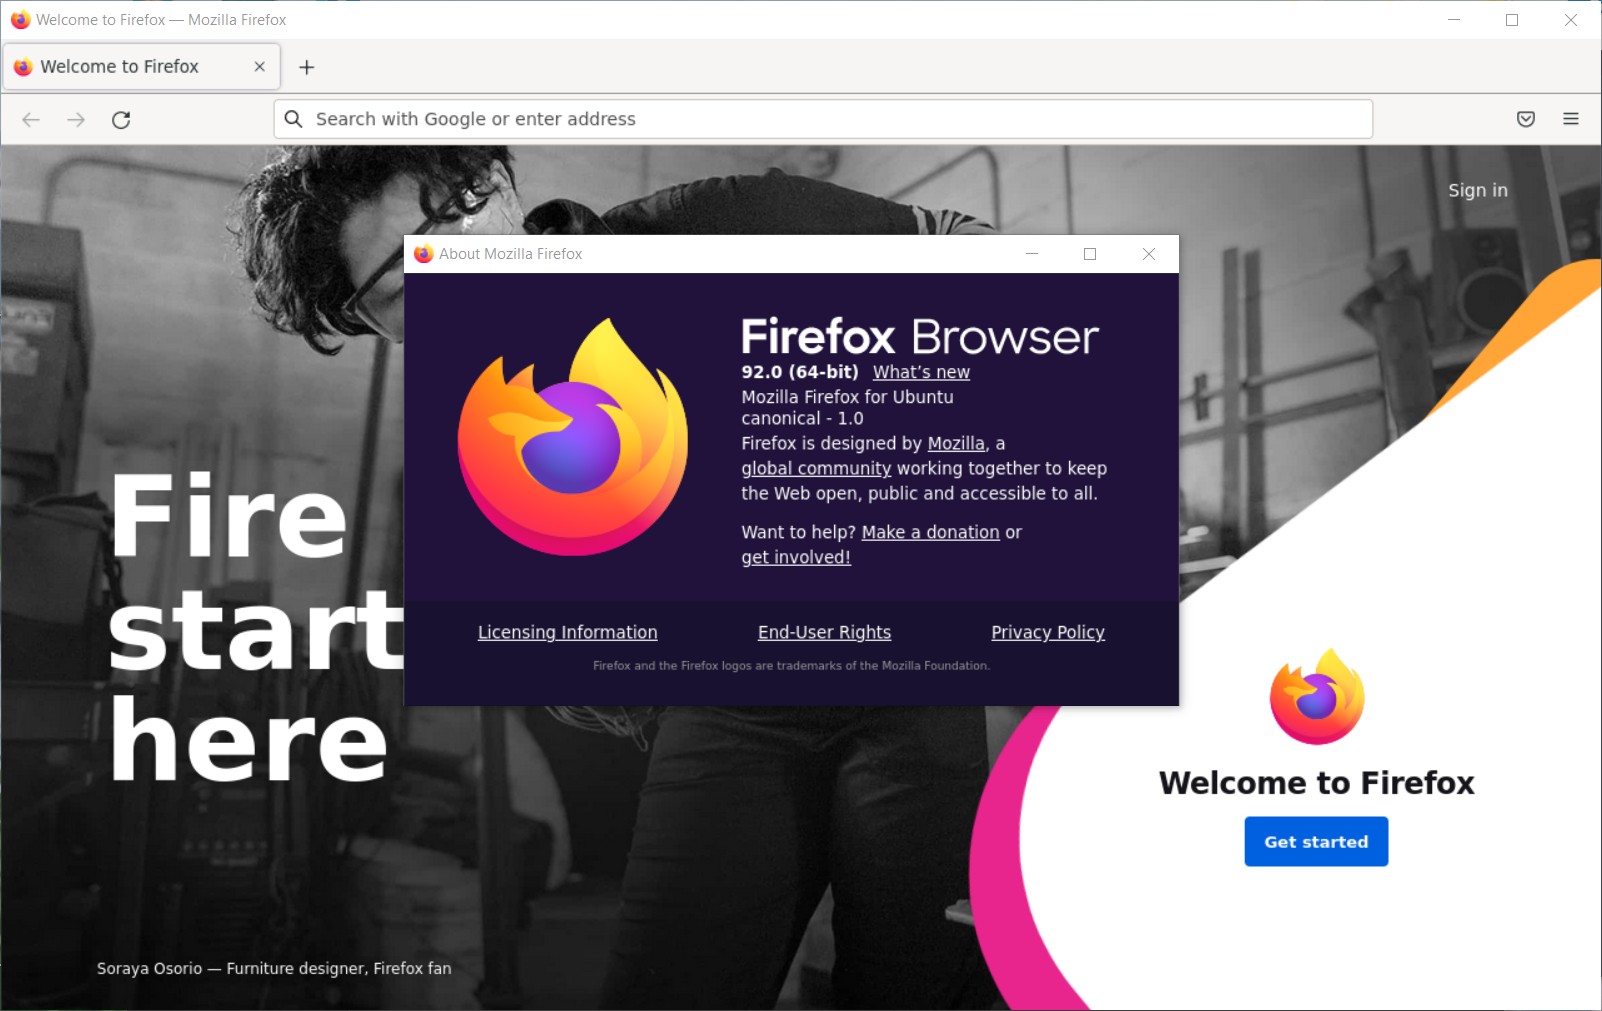 Welcome to Firefox — Mozilla Firefox
Welcome to Firefox
Search with Google or enter address
Sign in
About Mozilla Firefox
Firefox Browser
92.0 (64-bit) What's new
Mozilla Firefox for Ubuntu
canonical - 1.0
Firefox is designed by Mozilla, a
global community working together to keep
the Web open, public and accessible to all.
Want to help? Make a donation or
get involved!
Licensing Information End-User Rights Privacy Policy
Firefox and the Firefox logos are trademarks of the Mozilla Foundation.
Fire
start
here
Welcome to Firefox
Get started
Soraya Osorio — Furniture designer, Firefox fan